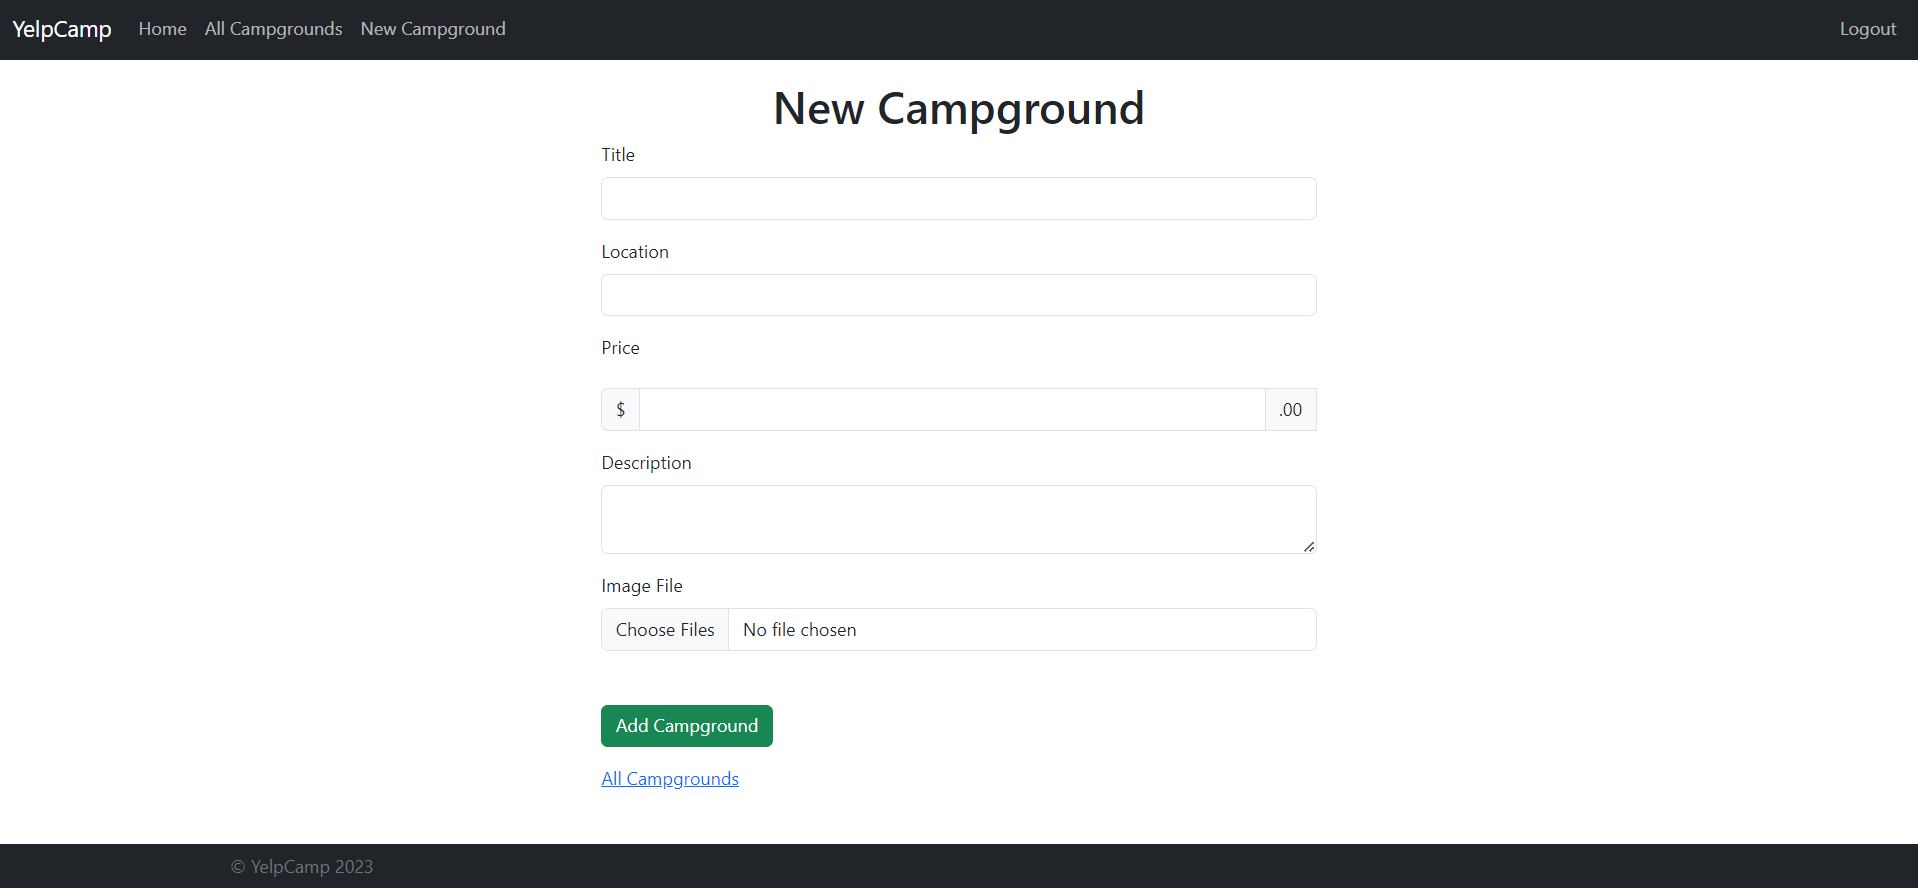 YelpCamp Home All Campgrounds New Campground Logout
New Campground
Title
Location
Price
$ .00
Description
Image File
Choose Files No file chosen
Add Campground
All Campgrounds
© YelpCamp 2023